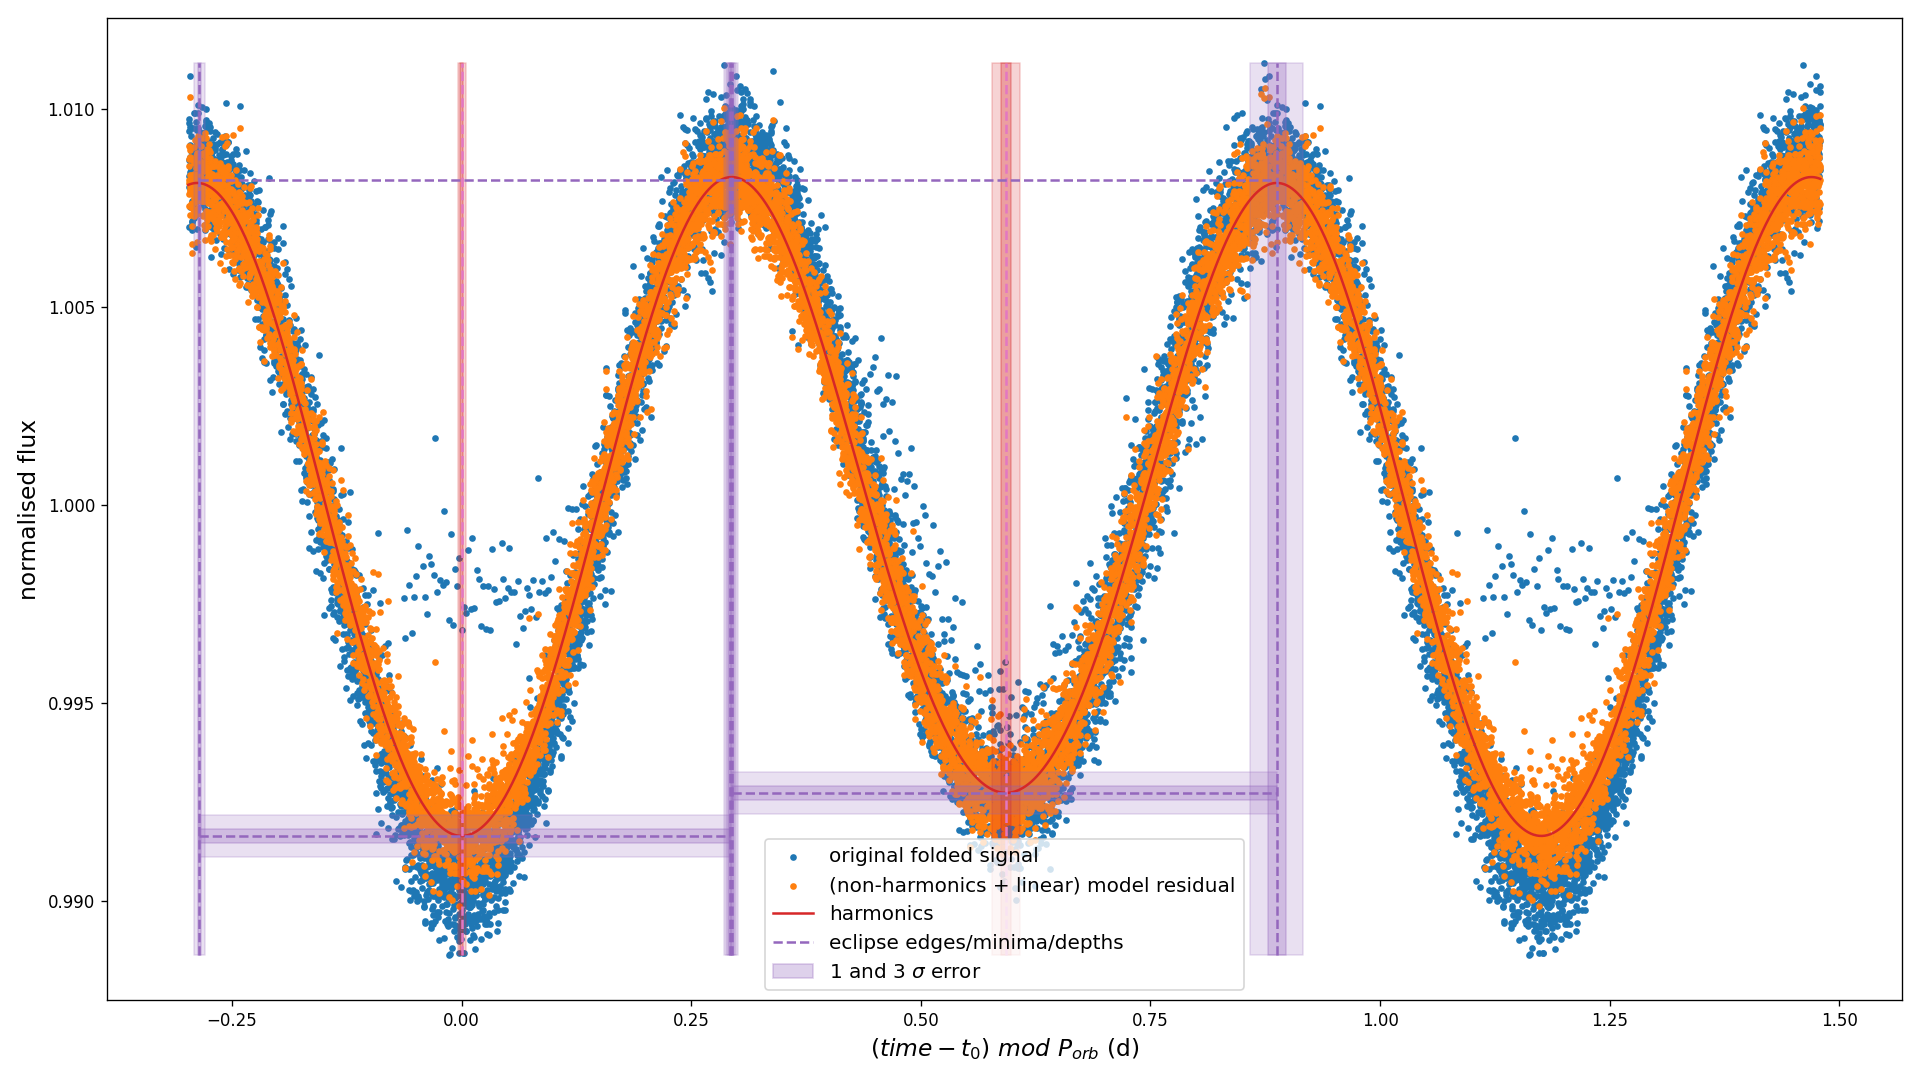 normalised flux
1.010
1.005
1.000
0.995
0.990
original folded signal
(non-harmonics + linear) model residual
harmonics
eclipse edges/minima/depths
1 and 3 σ error
−0.25
0.00
0.25
0.50
0.75
1.00
1.25
1.50
(time − t₀) mod P_orb (d)